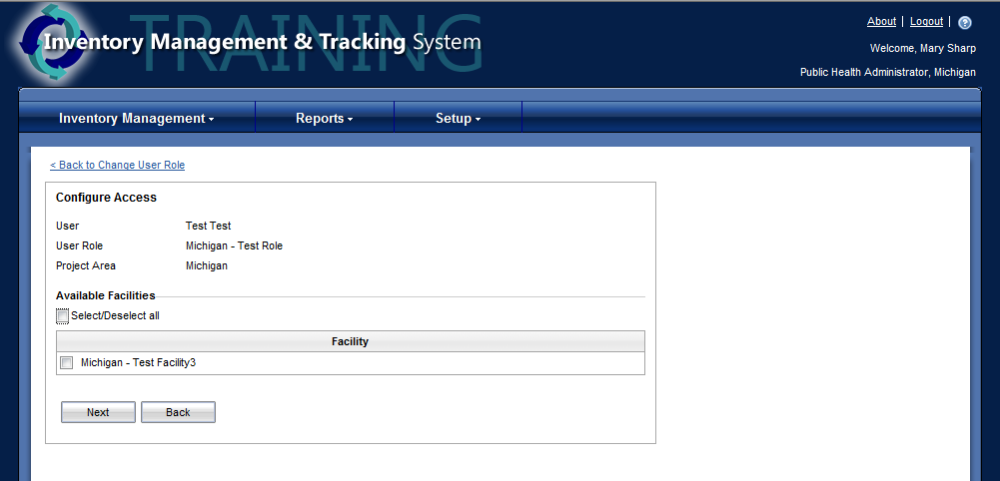 TRAINING
Inventory Management & Tracking System
About | Logout | ?
Welcome, Mary Sharp
Public Health Administrator, Michigan
Inventory Management Reports Setup
< Back to Change User Role
Configure Access
User Test Test
User Role Michigan - Test Role
Project Area Michigan
Available Facilities
Select/Deselect all
Facility
Michigan - Test Facility3
Next Back